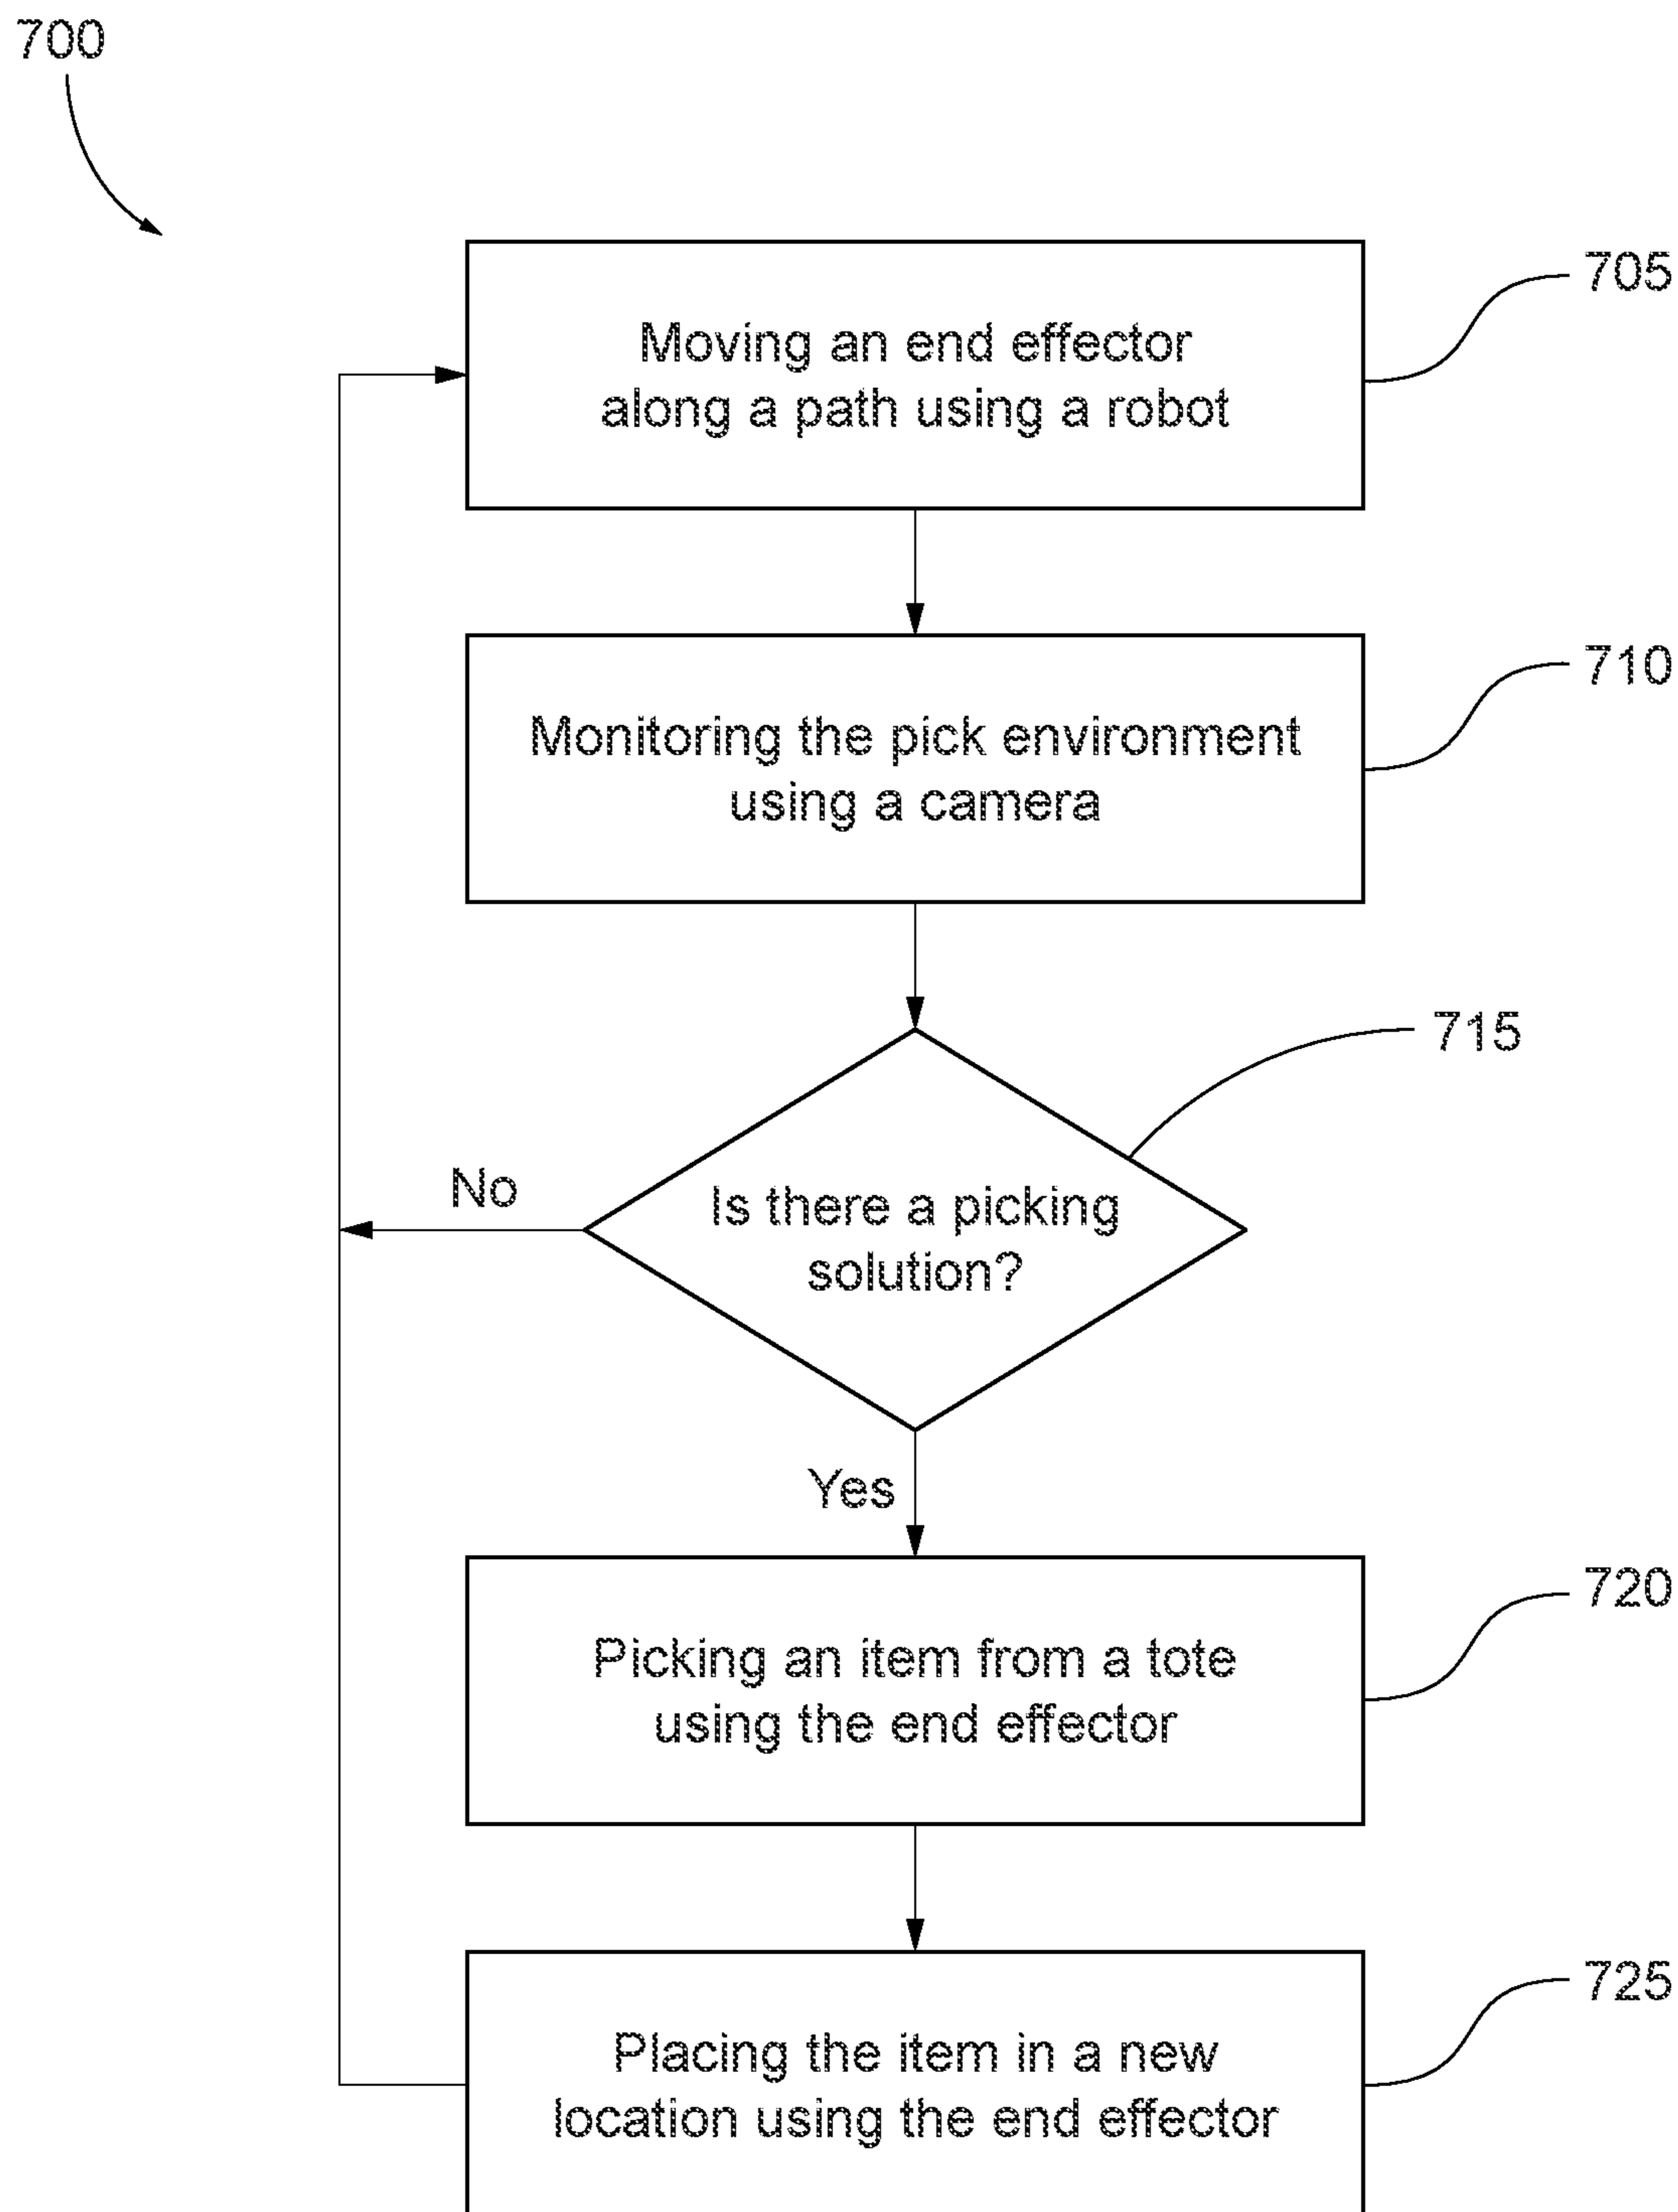 700
Moving an end effector
along a path using a robot
705
Monitoring the pick environment
using a camera
710
715
Is there a picking
solution?
No
Yes
Picking an item from a tote
using the end effector
720
Placing the item in a new
location using the end effector
725